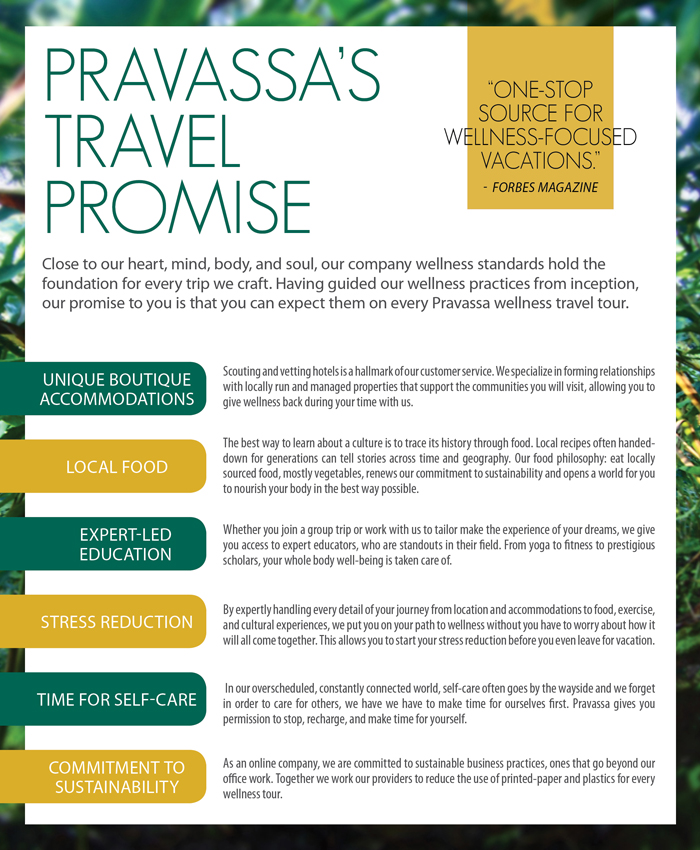 PRAVASSA'S
TRAVEL
PROMISE
“ONE-STOP
SOURCE FOR
WELLNESS-FOCUSED
VACATIONS.”
- FORBES MAGAZINE
Close to our heart, mind, body, and soul, our company wellness standards hold the
foundation for every trip we craft. Having guided our wellness practices from inception,
our promise to you is that you can expect them on every Pravassa wellness travel tour.
UNIQUE BOUTIQUE
ACCOMMODATIONS
Scouting and vetting hotels is a hallmark of our customer service. We specialize in forming relationships
with locally run and managed properties that support the communities you will visit, allowing you to
give wellness back during your time with us.
LOCAL FOOD
The best way to learn about a culture is to trace its history through food. Local recipes often handed-
down for generations can tell stories across time and geography. Our food philosophy: eat locally
sourced food, mostly vegetables, renews our commitment to sustainability and opens a world for you
to nourish your body in the best way possible.
EXPERT-LED
EDUCATION
Whether you join a group trip or work with us to tailor make the experience of your dreams, we give
you access to expert educators, who are standouts in their field. From yoga to fitness to prestigious
scholars, your whole body well-being is taken care of.
STRESS REDUCTION
By expertly handling every detail of your journey from location and accommodations to food, exercise,
and cultural experiences, we put you on your path to wellness without you have to worry about how it
will all come together. This allows you to start your stress reduction before you even leave for vacation.
TIME FOR SELF-CARE
In our overscheduled, constantly connected world, self-care often goes by the wayside and we forget
in order to care for others, we have we have to make time for ourselves first. Pravassa gives you
permission to stop, recharge, and make time for yourself.
COMMITMENT TO
SUSTAINABILITY
As an online company, we are committed to sustainable business practices, ones that go beyond our
office work. Together we work our providers to reduce the use of printed-paper and plastics for every
wellness tour.